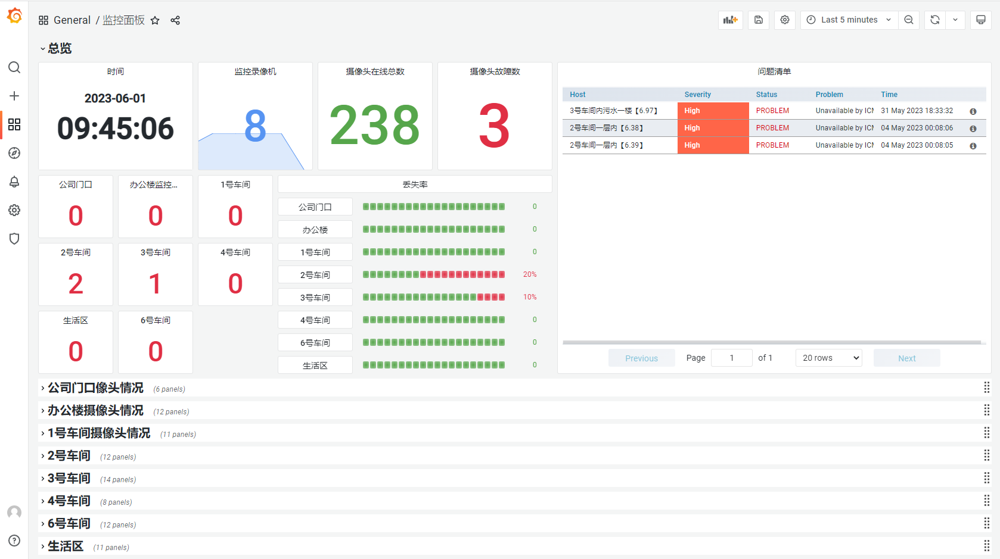 General / 监控面板
Last 5 minutes
总览
时间
2023-06-01
09:45:06
监控录像机
8
摄像头在线总数
238
摄像头故障数
3
问题清单
Host Severity Status Problem Time
3号车间内污水一楼【6.97】 High PROBLEM Unavailable by ICM 31 May 2023 18:33:32
2号车间一层内【6.38】 High PROBLEM Unavailable by ICM 04 May 2023 00:08:06
2号车间一层内【6.39】 High PROBLEM Unavailable by ICM 04 May 2023 00:08:05
Previous Page 1 of 1 20 rows Next
公司门口
0
办公楼监控...
0
1号车间
0
2号车间
2
3号车间
1
4号车间
0
生活区
0
6号车间
0
丢失率
公司门口 0
办公楼 0
1号车间 0
2号车间 20%
3号车间 10%
4号车间 0
6号车间 0
生活区 0
公司门口像头情况 (6 panels)
办公楼摄像头情况 (12 panels)
1号车间摄像头情况 (11 panels)
2号车间 (12 panels)
3号车间 (14 panels)
4号车间 (8 panels)
6号车间 (12 panels)
生活区 (11 panels)